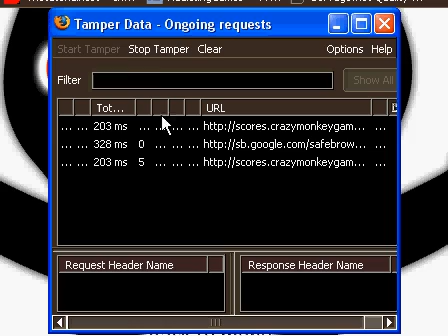 Tamper Data - Ongoing requests
Start Tamper Stop Tamper Clear Options Help
Filter Show All
Tot... URL
... ... 203 ms ... ... ... ... http://scores.crazymonkeygam... ...
... ... 328 ms 0 ... ... ... http://sb.google.com/safebrow... ...
... ... 203 ms 5 ... ... ... http://scores.crazymonkeygam... ...
Request Header Name Response Header Name